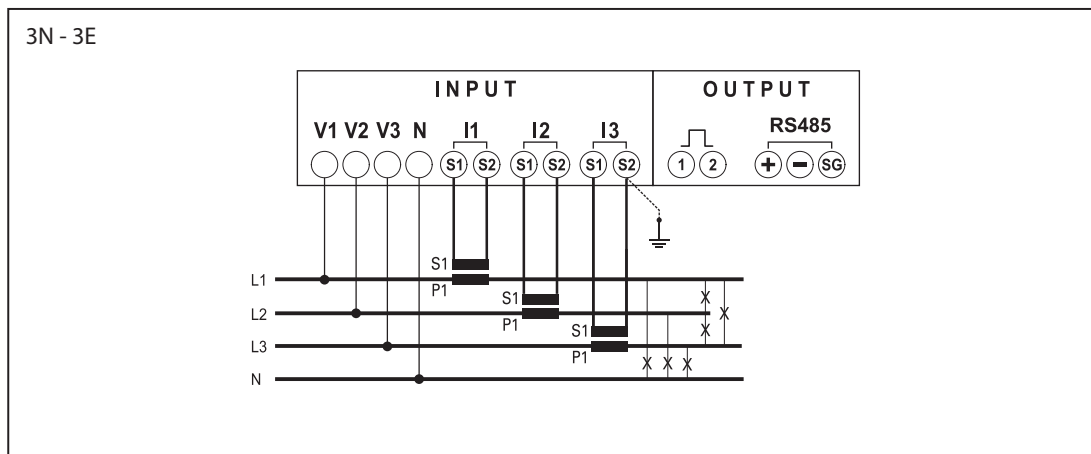 3N - 3E
INPUT OUTPUT
V1 V2 V3 N I1 I2 I3 RS485
S1 S2 S1 S2 S1 S2 1 2 + − SG
S1
L1
P1
S1
L2
P1
S1
L3
P1
N